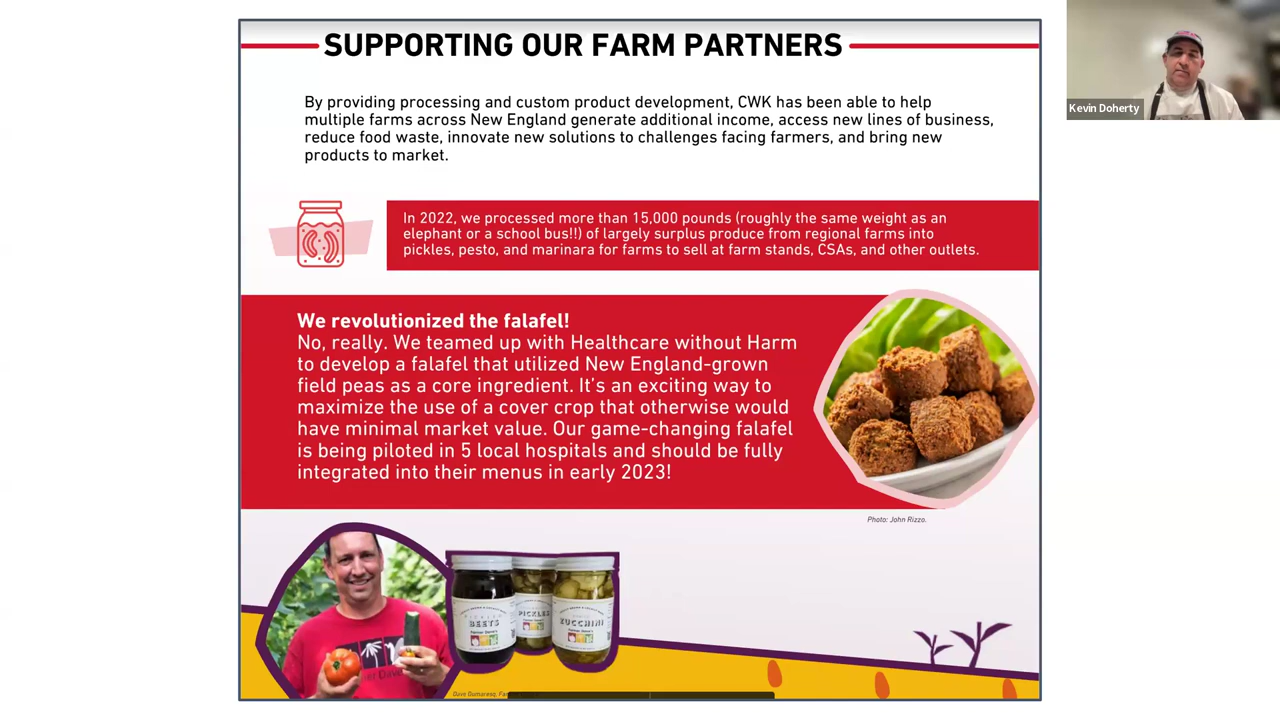 SUPPORTING OUR FARM PARTNERS
Kevin Doherty
By providing processing and custom product development, CWK has been able to help
multiple farms across New England generate additional income, access new lines of business,
reduce food waste, innovate new solutions to challenges facing farmers, and bring new
products to market.
In 2022, we processed more than 15,000 pounds (roughly the same weight as an
elephant or a school bus!!) of largely surplus produce from regional farms into
pickles, pesto, and marinara for farms to sell at farm stands, CSAs, and other outlets.
We revolutionized the falafel!
No, really. We teamed up with Healthcare without Harm
to develop a falafel that utilized New England-grown
field peas as a core ingredient. It's an exciting way to
maximize the use of a cover crop that otherwise would
have minimal market value. Our game-changing falafel
is being piloted in 5 local hospitals and should be fully
integrated into their menus in early 2023!
Photo: John Rizzo.
PICKLED
BEETS
PICKLES
ZUCCHINI
Dave Dumaresq,